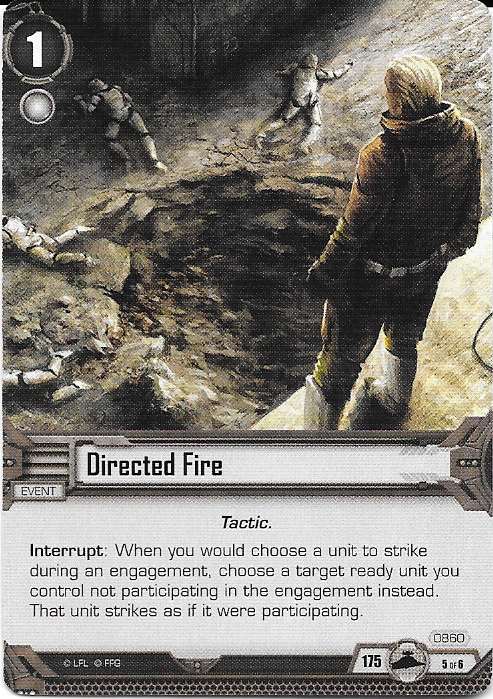 1
Directed Fire
EVENT
Tactic.
Interrupt: When you would choose a unit to strike
during an engagement, choose a target ready unit you
control not participating in the engagement instead.
That unit strikes as if it were participating.
0860
© LFL © FFG
175
5 OF 6